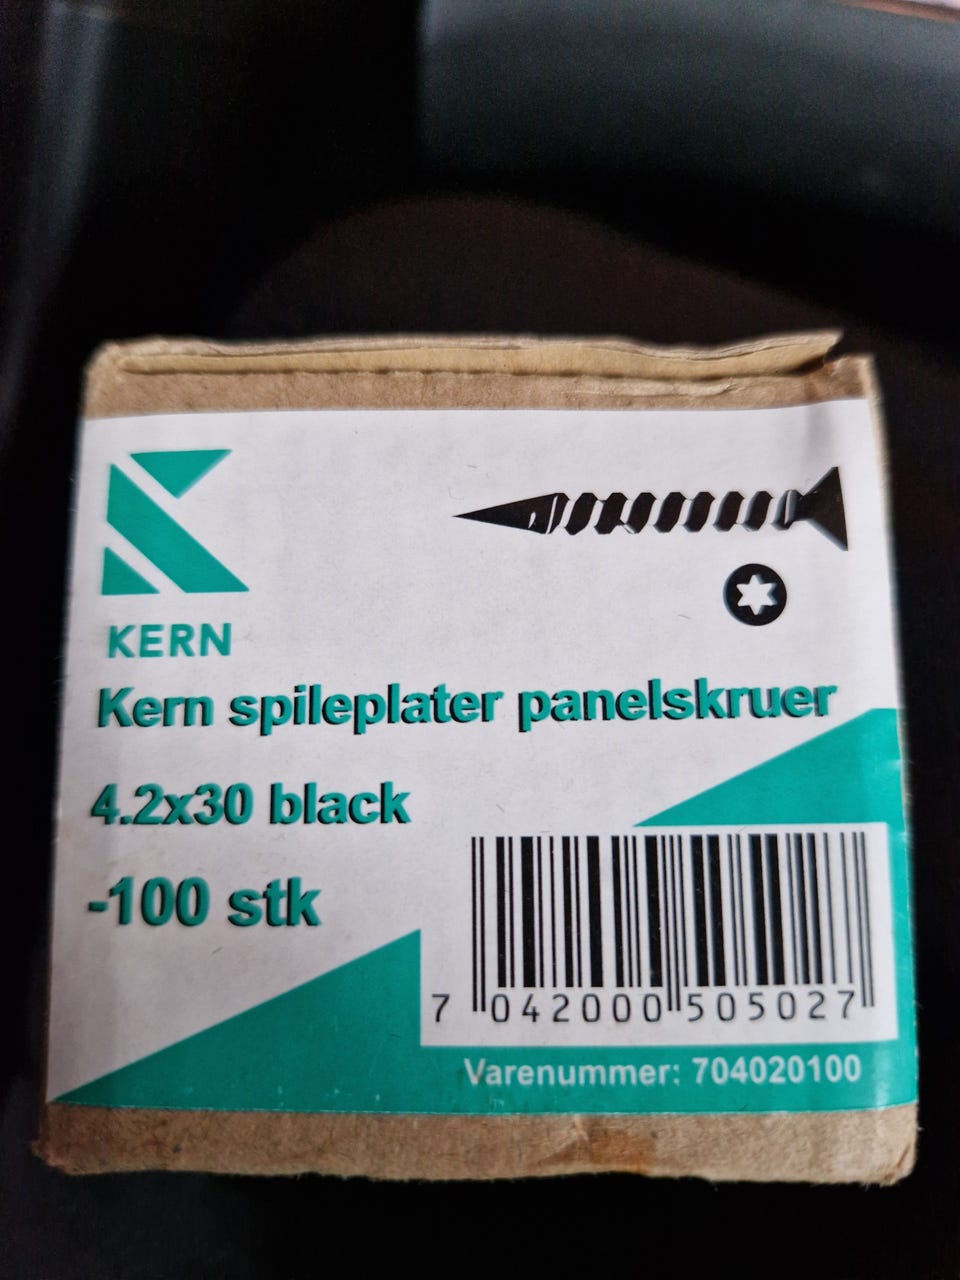 KERN
Kern spileplater panelskruer
4.2x30 black
-100 stk
7 042000 505027
Varenummer: 704020100